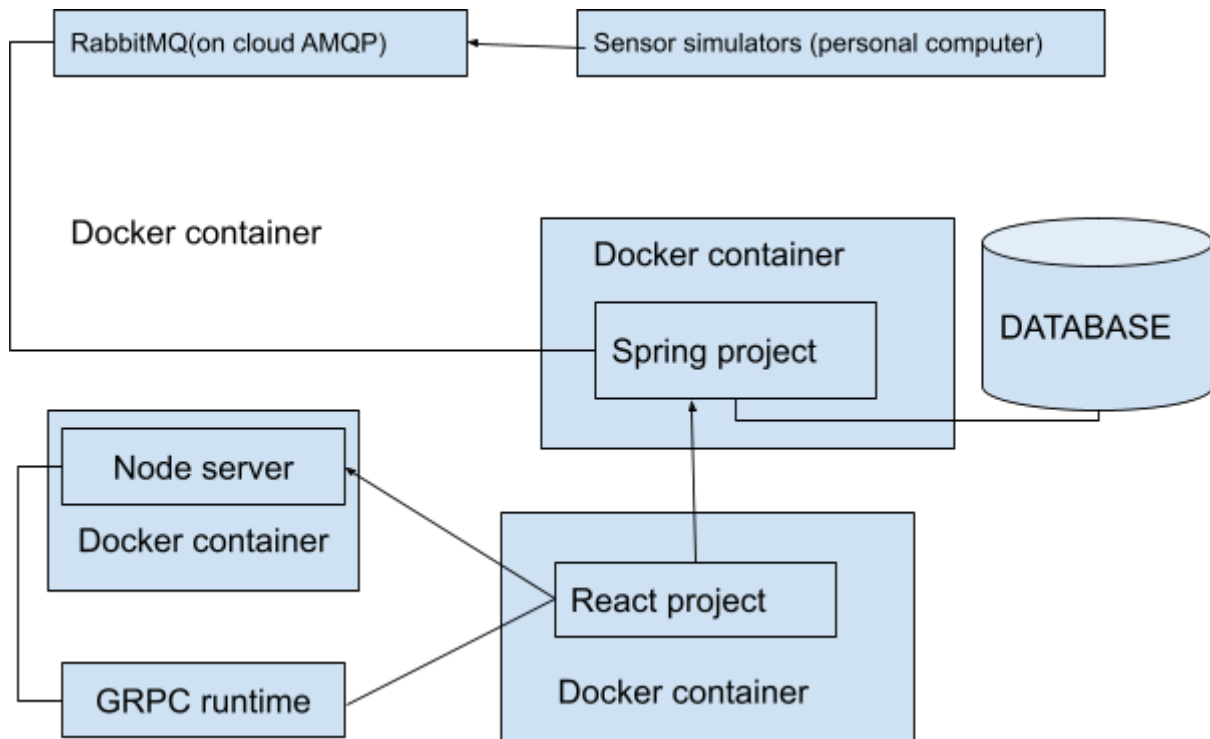 RabbitMQ(on cloud AMQP)
Sensor simulators (personal computer)
Docker container
Docker container
Spring project
DATABASE
Node server
Docker container
React project
Docker container
GRPC runtime